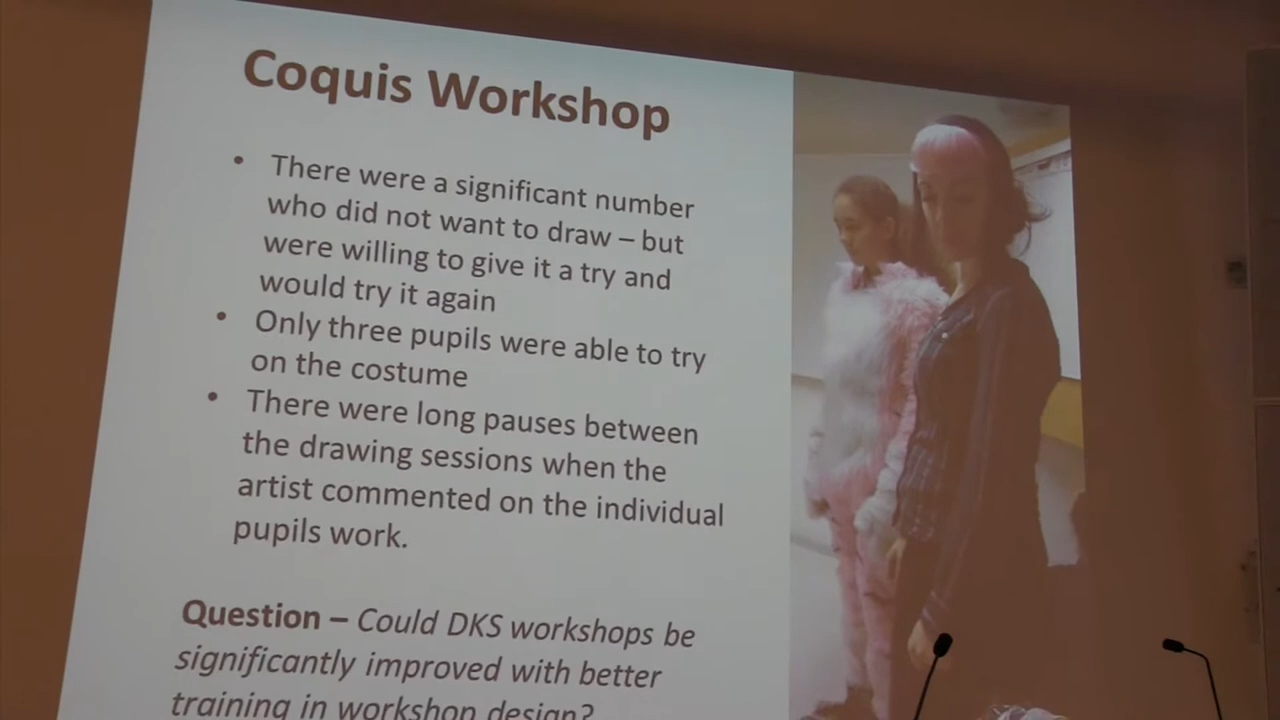 Coquis Workshop
• There were a significant number
who did not want to draw – but
were willing to give it a try and
would try it again
• Only three pupils were able to try
on the costume
• There were long pauses between
the drawing sessions when the
artist commented on the individual
pupils work.
Question – Could DKS workshops be
significantly improved with better
training in workshop design?